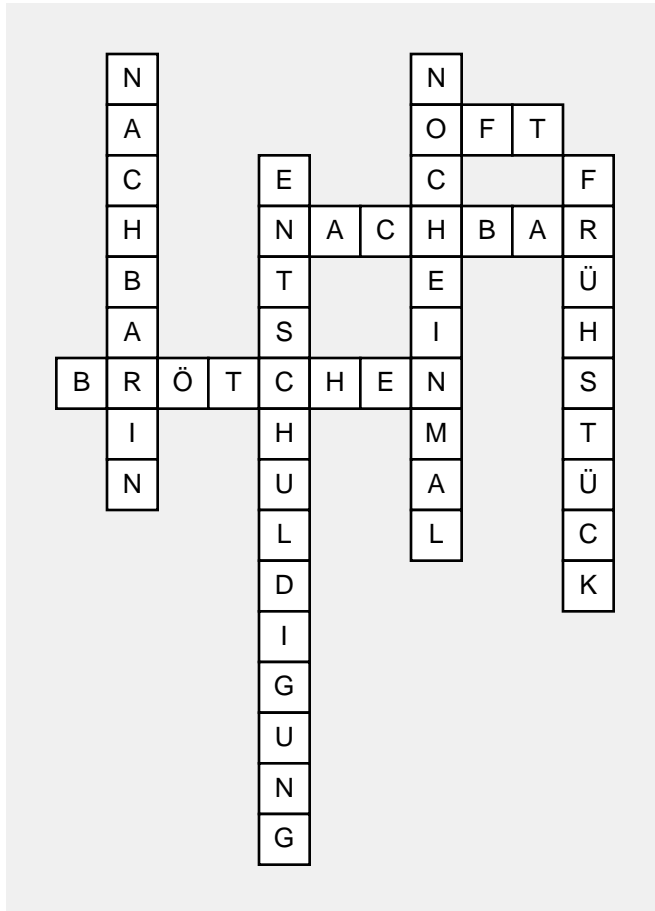 NACHBARIN
NOCHEINMAL
OFT
ENTSCHULDIGUNG
FRÜHSTÜCK
NACHBAR
BRÖTCHEN